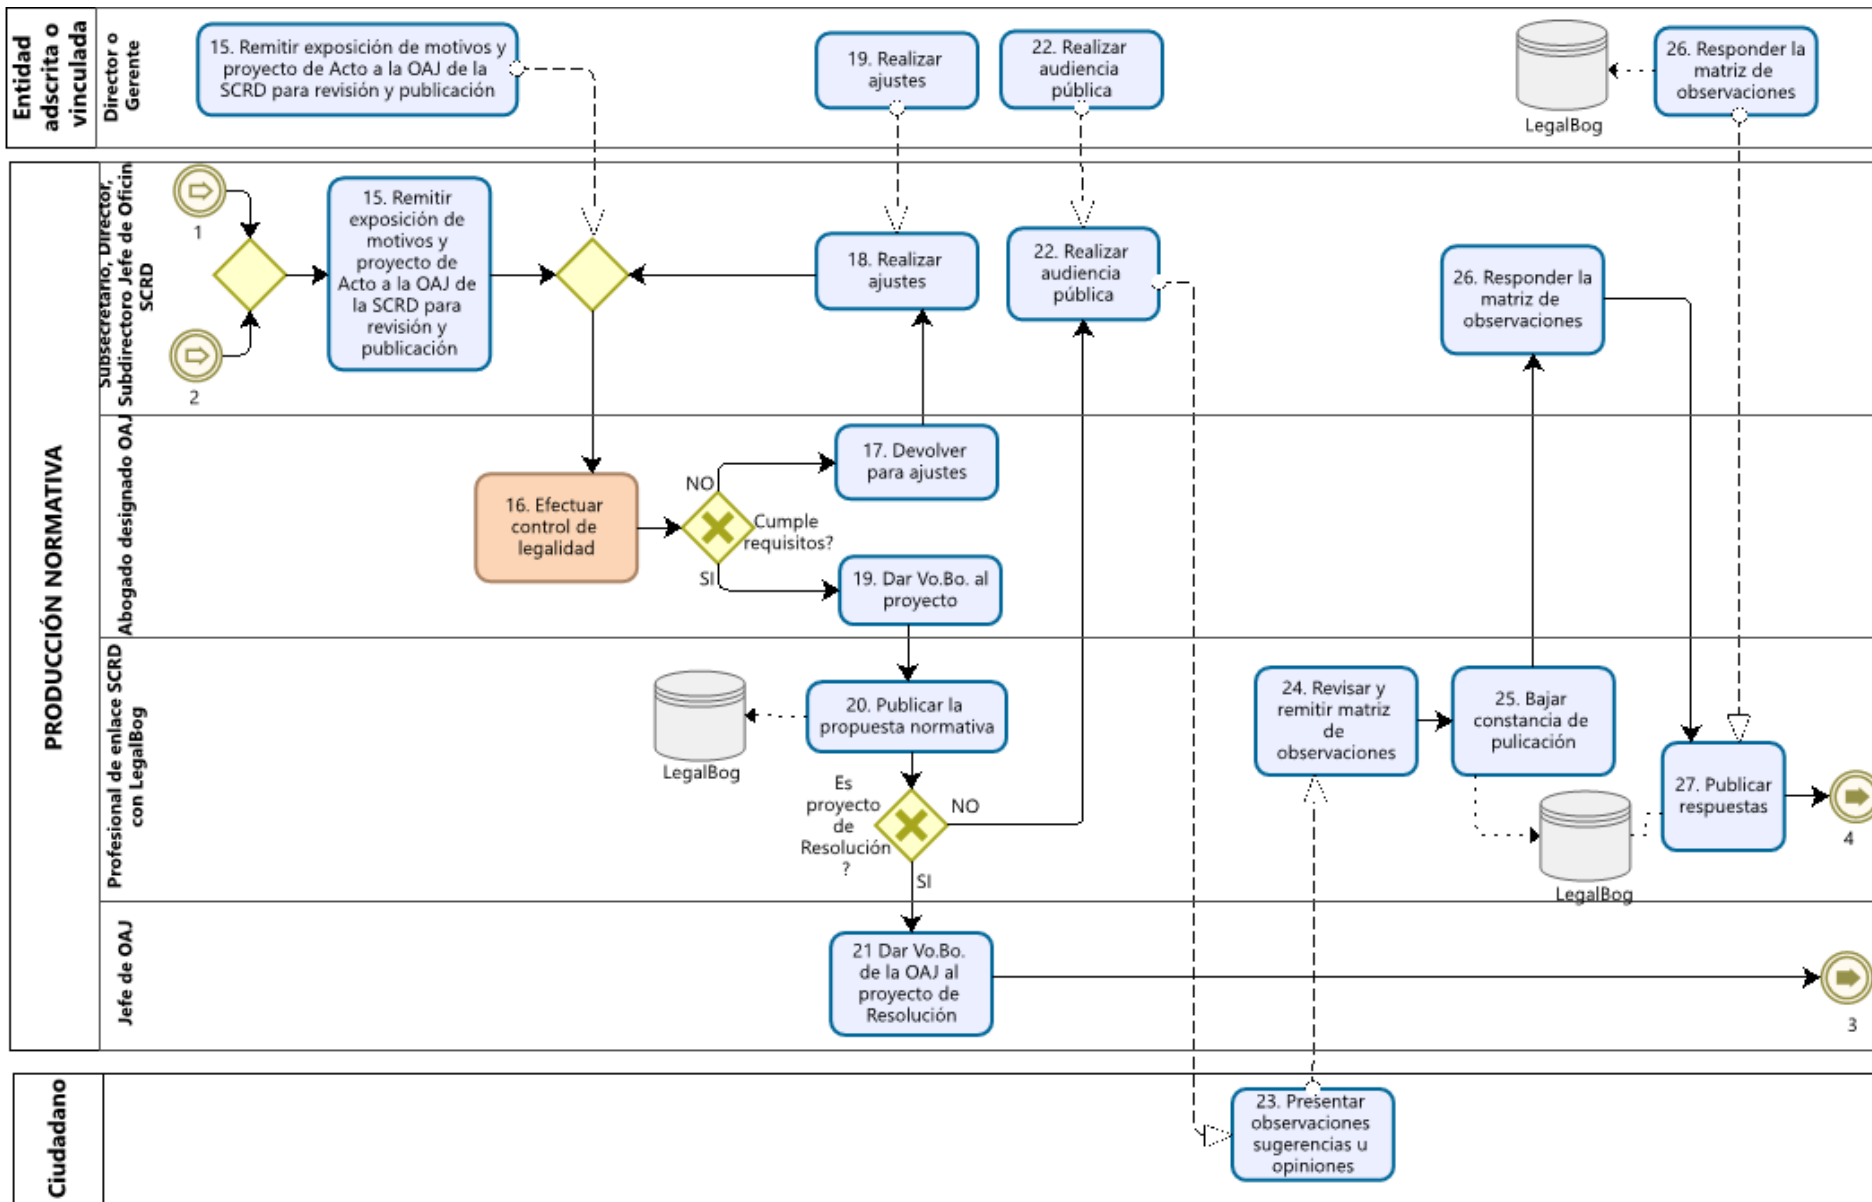 Entidad
adscrita o
vinculada
Director o
Gerente
15. Remitir exposición de motivos y
proyecto de Acto a la OAJ de la
SCRD para revisión y publicación
19. Realizar
ajustes
22. Realizar
audiencia
pública
LegalBog
26. Responder la
matriz de
observaciones
PRODUCCIÓN NORMATIVA
Subsecretario, Director,
Subdirectoro Jefe de Oficin
SCRD
1
2
15. Remitir
exposición de
motivos y
proyecto de
Acto a la OAJ de
la SCRD para
revisión y
publicación
18. Realizar
ajustes
22. Realizar
audiencia
pública
26. Responder la
matriz de
observaciones
Abogado designado OAJ
16. Efectuar
control de
legalidad
NO
Cumple
requisitos?
SI
17. Devolver
para ajustes
19. Dar Vo.Bo. al
proyecto
Profesional de enlace SCRD
con LegalBog
LegalBog
20. Publicar la
propuesta normativa
Es
proyecto
de
Resolución
?
NO
SI
24. Revisar y
remitir matriz
de
observaciones
25. Bajar
constancia de
pulicación
LegalBog
27. Publicar
respuestas
4
Jefe de OAJ
21 Dar Vo.Bo.
de la OAJ al
proyecto de
Resolución
3
Ciudadano
23. Presentar
observaciones
sugerencias u
opiniones